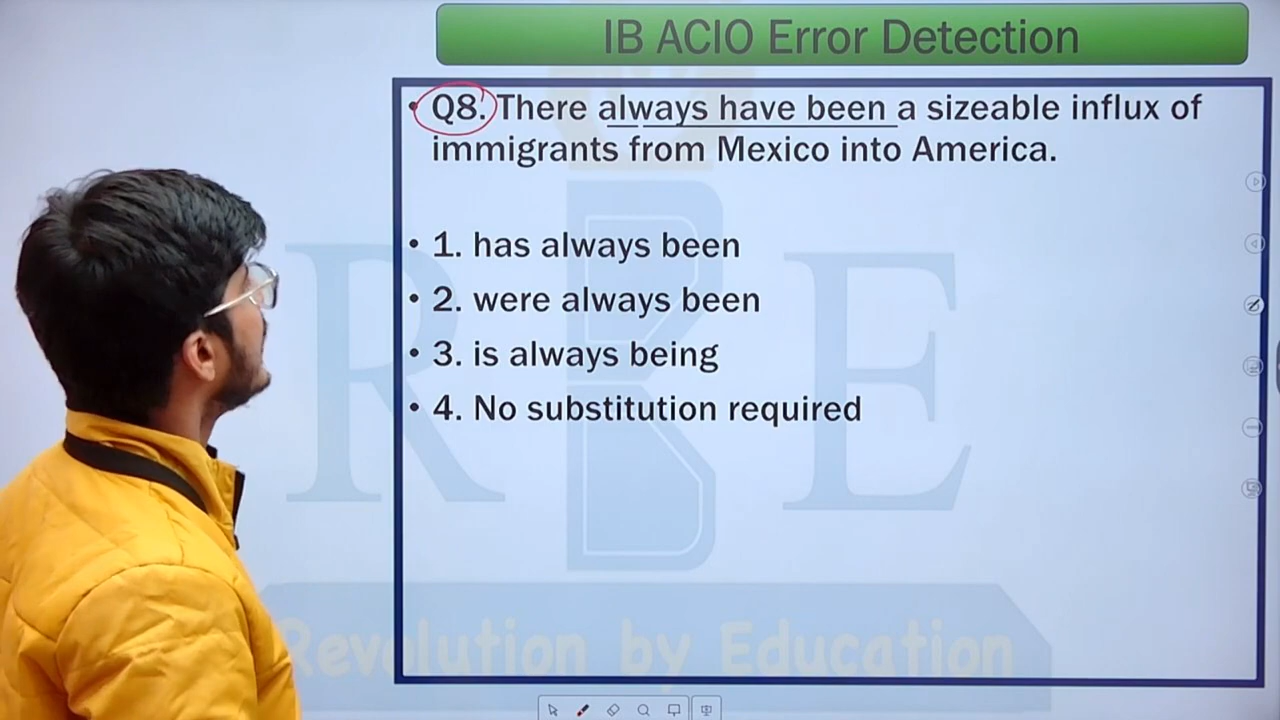 IB ACIO Error Detection
• Q8. There always have been a sizeable influx of
immigrants from Mexico into America.
• 1. has always been
• 2. were always been
• 3. is always being
• 4. No substitution required
RBE
Revolution by Education